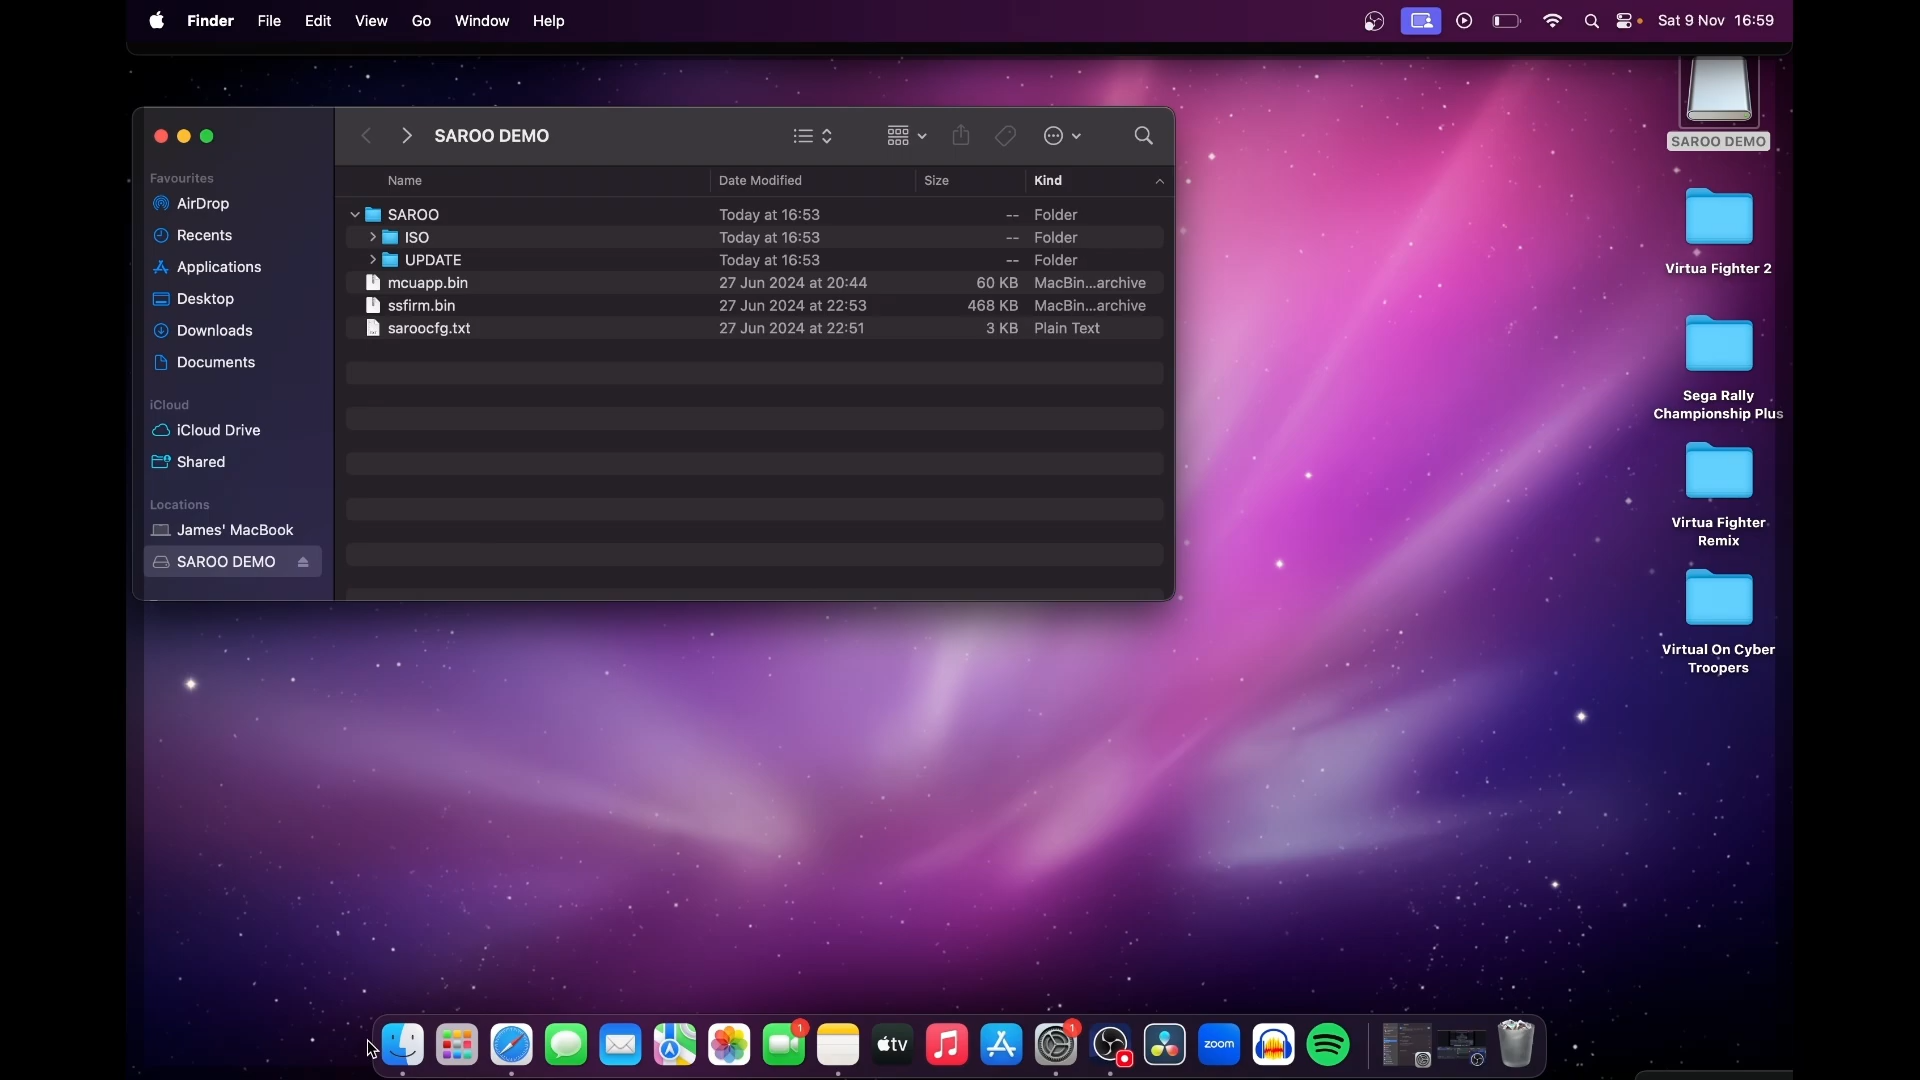 Finder File Edit View Go Window Help Sat 9 Nov 16:59
SAROO DEMO
Favourites
AirDrop
Recents
Applications
Desktop
Downloads
Documents
iCloud
iCloud Drive
Shared
Locations
James' MacBook
SAROO DEMO
Name Date Modified Size Kind
SAROO Today at 16:53 -- Folder
ISO Today at 16:53 -- Folder
UPDATE Today at 16:53 -- Folder
mcuapp.bin 27 Jun 2024 at 20:44 60 KB MacBin...archive
ssfirm.bin 27 Jun 2024 at 22:53 468 KB MacBin...archive
saroocfg.txt 27 Jun 2024 at 22:51 3 KB Plain Text
SAROO DEMO
Virtua Fighter 2
Sega Rally
Championship Plus
Virtua Fighter
Remix
Virtual On Cyber
Troopers
1
tv
1
zoom